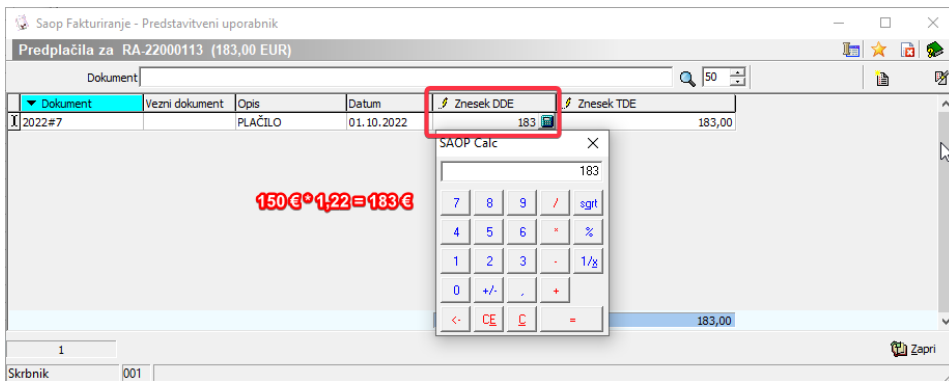 Saop Fakturiranje - Predstavitveni uporabnik
Predplačila za RA-22000113 (183,00 EUR)
Dokument 50
Dokument Vezni dokument Opis Datum Znesek DDE Znesek TDE
2022#7 PLAČILO 01.10.2022 183 183,00
SAOP Calc
183
150 € * 1,22 = 183 €
7 8 9 / sqrt
4 5 6 * %
1 2 3 - 1/x
0 +/- , +
<- CE C =
183,00
1 Zapri
Skrbnik 001